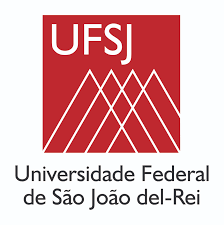 UFSJ
Universidade Federal
de São João del-Rei